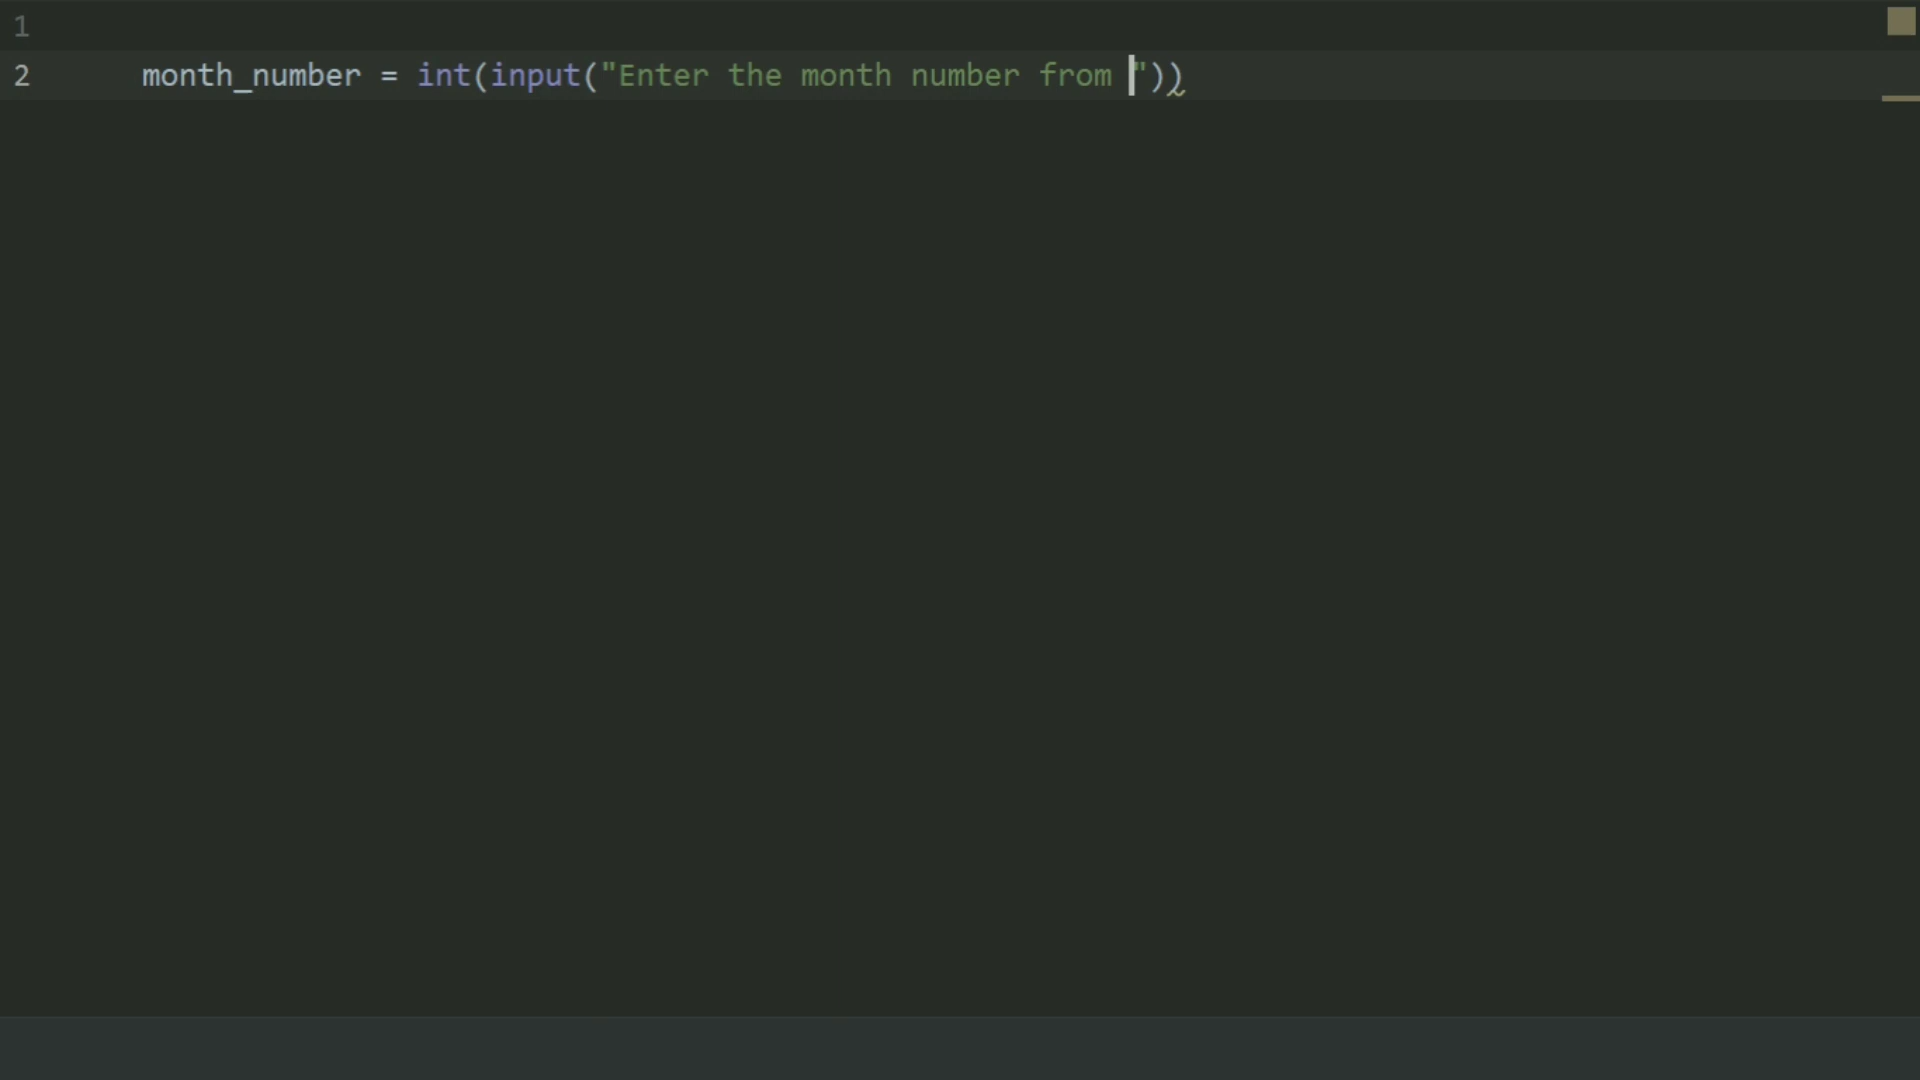 1
2 month_number = int(input("Enter the month number from "))